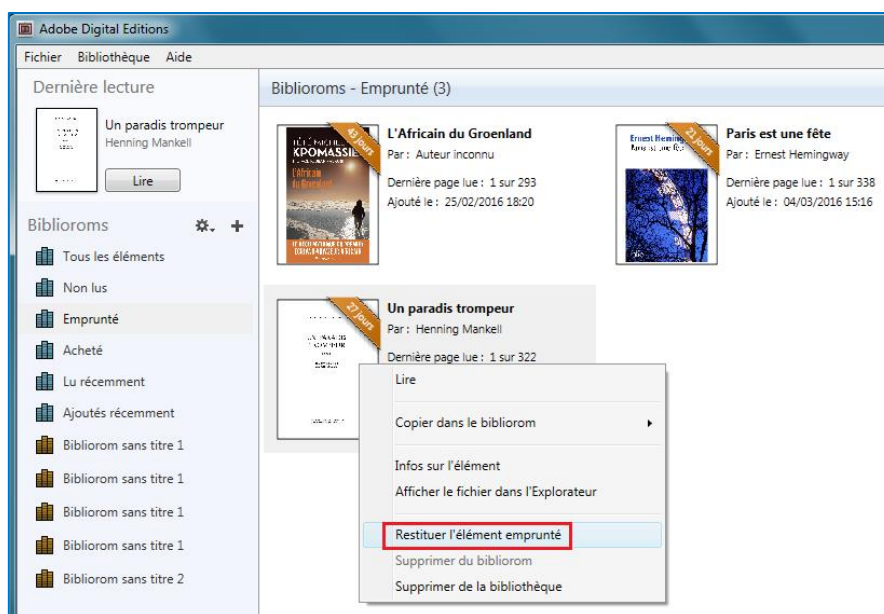 Adobe Digital Editions
Fichier Bibliothèque Aide
Dernière lecture
Un paradis trompeur
Henning Mankell
Lire
Biblioroms
Tous les éléments
Non lus
Emprunté
Acheté
Lu récemment
Ajoutés récemment
Bibliorom sans titre 1
Bibliorom sans titre 1
Bibliorom sans titre 1
Bibliorom sans titre 1
Bibliorom sans titre 2
Biblioroms - Emprunté (3)
43 jours
KPOMASSIE
L'Africain
du Groenland
L'Africain du Groenland
Par : Auteur inconnu
Dernière page lue : 1 sur 293
Ajouté le : 25/02/2016 18:20
21 jours
Ernest Hemingway
Paris est une fête
Paris est une fête
Par : Ernest Hemingway
Dernière page lue : 1 sur 338
Ajouté le : 04/03/2016 15:16
27 jours
Un paradis trompeur
Par : Henning Mankell
Dernière page lue : 1 sur 322
Lire
Copier dans le bibliorom
Infos sur l'élément
Afficher le fichier dans l'Explorateur
Restituer l'élément emprunté
Supprimer du bibliorom
Supprimer de la bibliothèque